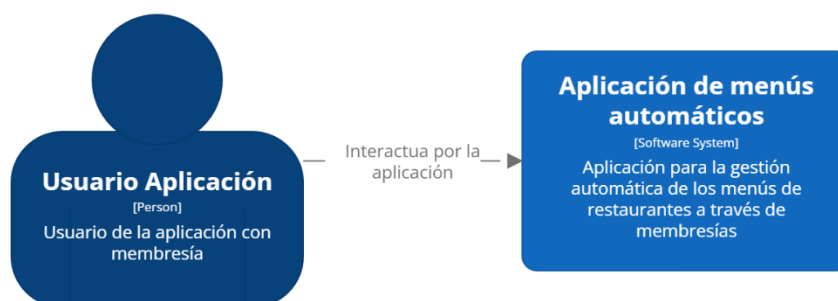 Usuario Aplicación
[Person]
Usuario de la aplicación con
membresía
Interactua por la
aplicación
Aplicación de menús
automáticos
[Software System]
Aplicación para la gestión
automática de los menús de
restaurantes a través de
membresías